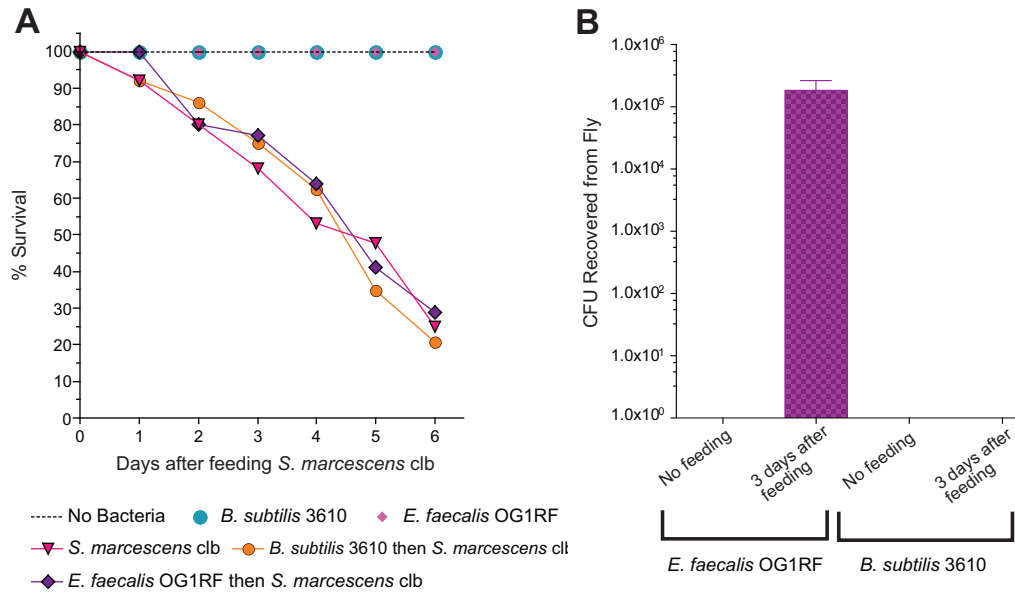 A
% Survival
100
90
80
70
60
50
40
30
20
10
0
0 1 2 3 4 5 6
Days after feeding S. marcescens clb
No Bacteria B. subtilis 3610 E. faecalis OG1RF
S. marcescens clb B. subtilis 3610 then S. marcescens cll
E. faecalis OG1RF then S. marcescens clb
B
CFU Recovered from Fly
1.0x10⁶
1.0x10⁵
1.0x10⁴
1.0x10³
1.0x10²
1.0x10¹
1.0x10⁰
No feeding
3 days after
feeding
No feeding
3 days after
feeding
E. faecalis OG1RF
B. subtilis 3610